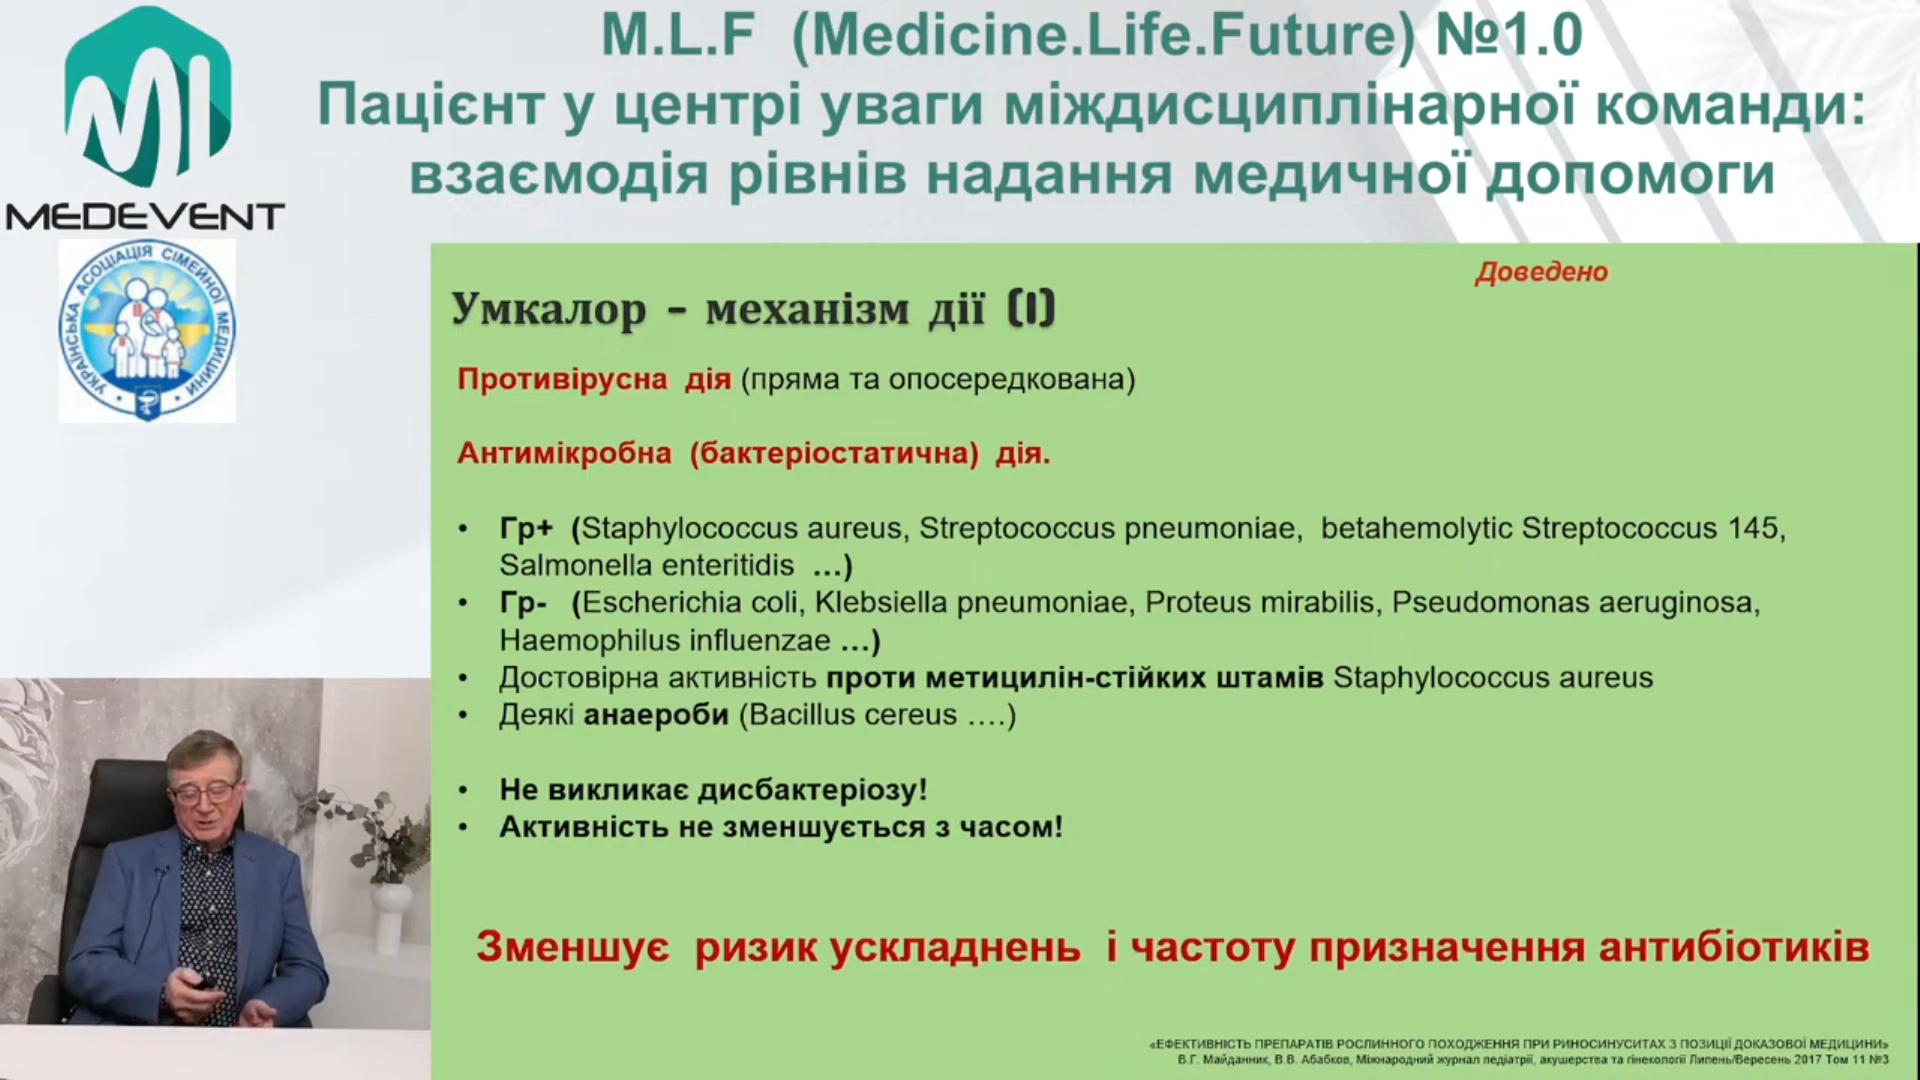 M.L.F (Medicine.Life.Future) №1.0
Пацієнт у центрі уваги міждисциплінарної команди:
взаємодія рівнів надання медичної допомоги
MEDEVENT
УКРАЇНСЬКА АСОЦІАЦІЯ СІМЕЙНОЇ МЕДИЦИНИ
Доведено
Умкалор – механізм дії (I)
Противірусна дія (пряма та опосередкована)
Антимікробна (бактеріостатична) дія.
• Гр+ (Staphylococcus aureus, Streptococcus pneumoniae, betahemolytic Streptococcus 145,
Salmonella enteritidis ...)
• Гр- (Escherichia coli, Klebsiella pneumoniae, Proteus mirabilis, Pseudomonas aeruginosa,
Haemophilus influenzae ...)
• Достовірна активність проти метицилін-стійких штамів Staphylococcus aureus
• Деякі анаероби (Bacillus cereus ....)
• Не викликає дисбактеріозу!
• Активність не зменшується з часом!
Зменшує ризик ускладнень і частоту призначення антибіотиків
«ЕФЕКТИВНІСТЬ ПРЕПАРАТІВ РОСЛИННОГО ПОХОДЖЕННЯ ПРИ РИНОСИНУСИТАХ З ПОЗИЦІЇ ДОКАЗОВОЇ МЕДИЦИНИ»
В.Г. Майданник, В.В. Абабков, Міжнародний журнал педіатрії, акушерства та гінекології Липень/Вересень 2017 Том 11 №3